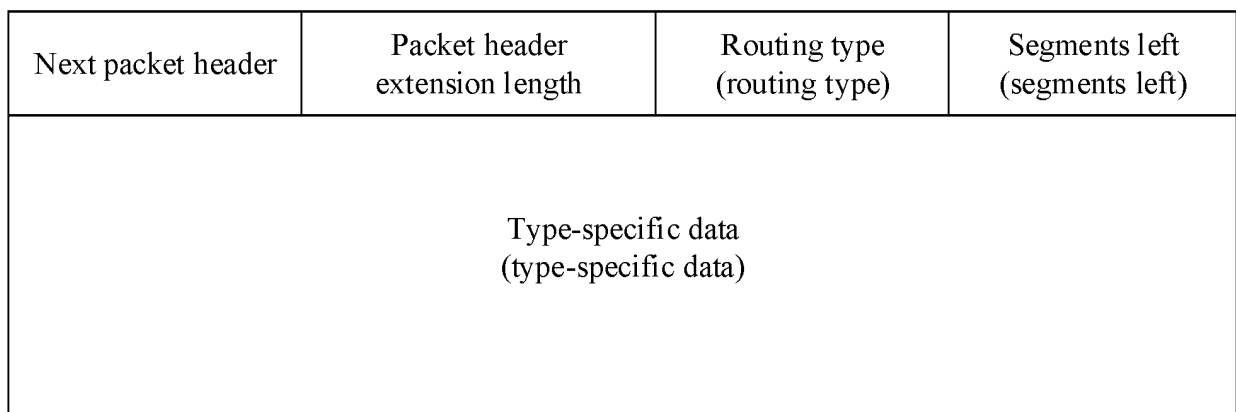 Next packet header
Packet header
extension length
Routing type
(routing type)
Segments left
(segments left)
Type-specific data
(type-specific data)